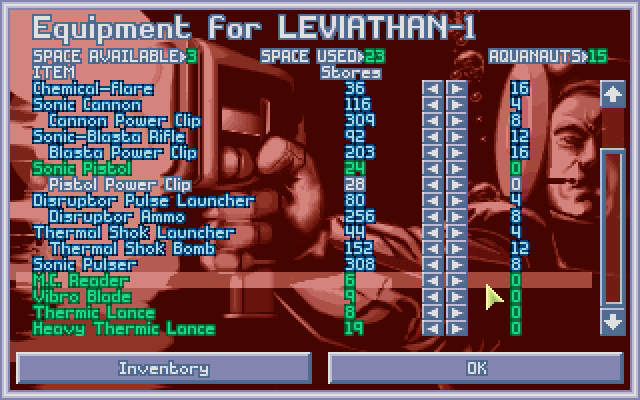 Equipment for LEVIATHAN-1
SPACE AVAILABLE>3 SPACE USED>23 AQUANAUTS>15
ITEM Stores
Chemical-flare 36 16
Sonic Cannon 116 4
Cannon Power Clip 309 8
Sonic-Blasta Rifle 92 12
Blasta Power Clip 203 16
Sonic Pistol 24 0
Pistol Power Clip 28 0
Disruptor Pulse Launcher 80 4
Disruptor Ammo 256 8
Thermal Shok Launcher 44 4
Thermal Shok Bomb 152 12
Sonic Pulser 308 8
M.C. Reader 6 0
Vibro Blade 9 0
Thermic Lance 8 0
Heavy Thermic Lance 19 0
Inventory OK